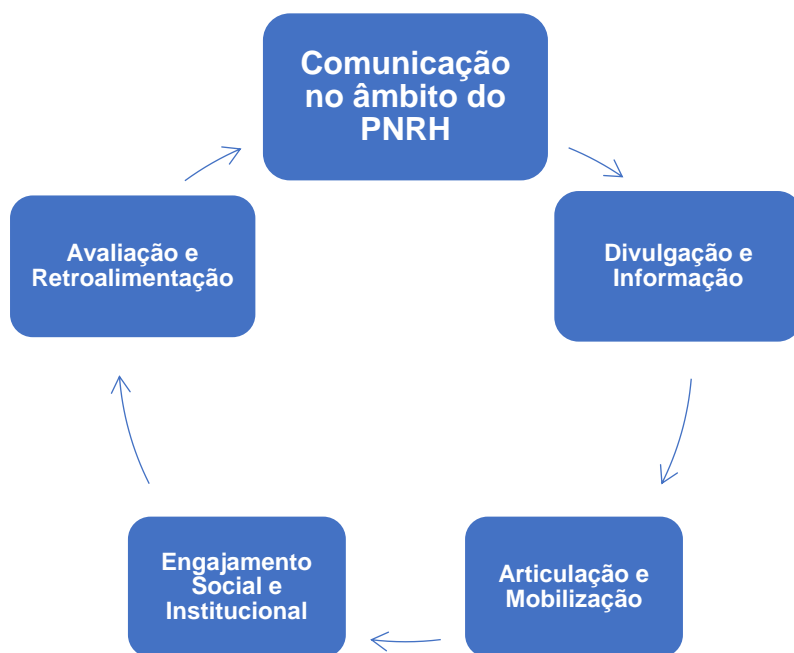 Comunicação
no âmbito do
PNRH
Divulgação e
Informação
Articulação e
Mobilização
Engajamento
Social e
Institucional
Avaliação e
Retroalimentação